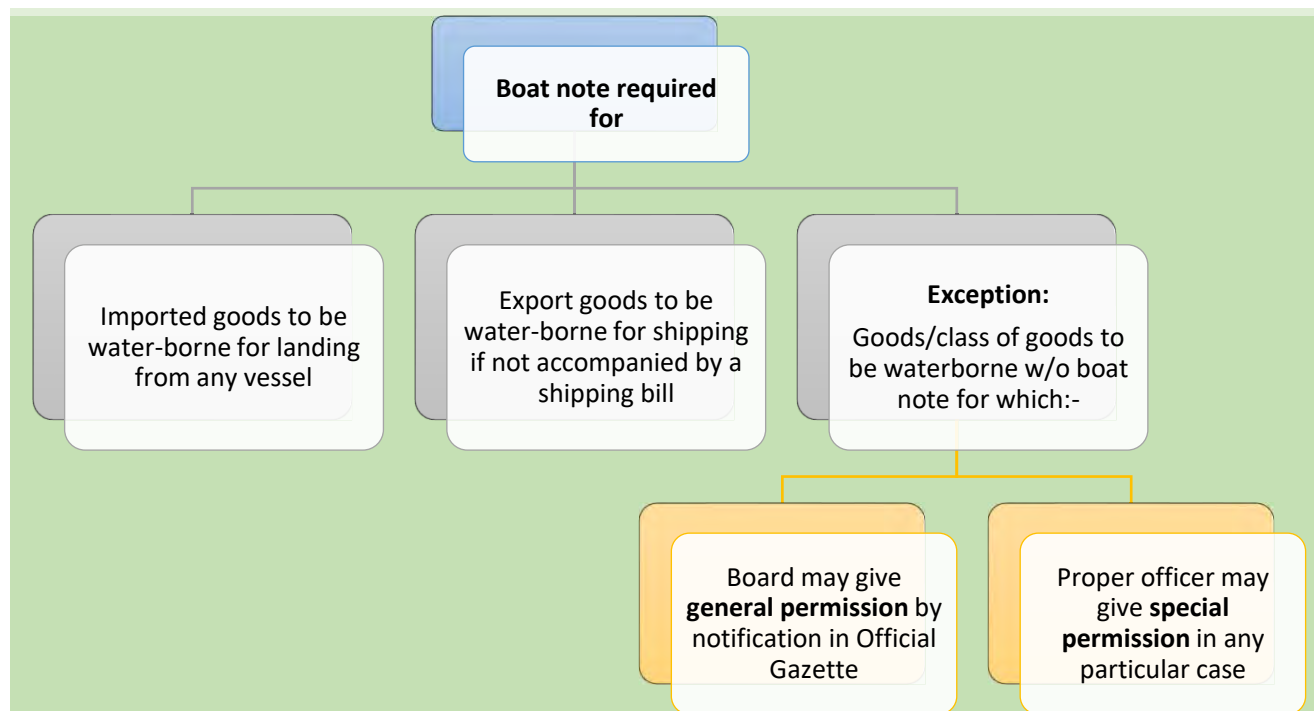 Boat note required
for
Imported goods to be
water-borne for landing
from any vessel
Export goods to be
water-borne for shipping
if not accompanied by a
shipping bill
Exception:
Goods/class of goods to
be waterborne w/o boat
note for which:-
Board may give
general permission by
notification in Official
Gazette
Proper officer may
give special
permission in any
particular case